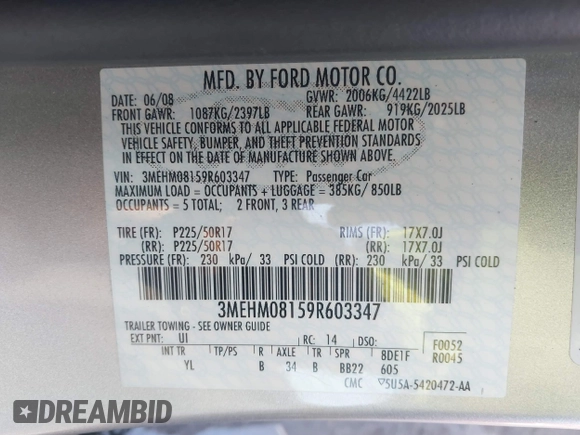 MFD. BY FORD MOTOR CO.
DATE: 06/08 GVWR: 2006KG/4422LB
FRONT GAWR: 1087KG/2397LB REAR GAWR: 919KG/2025LB
THIS VEHICLE CONFORMS TO ALL APPLICABLE FEDERAL MOTOR
VEHICLE SAFETY, BUMPER, AND THEFT PREVENTION STANDARDS
IN EFFECT ON THE DATE OF MANUFACTURE SHOWN ABOVE.
VIN: 3MEHM08159R603347 TYPE: Passenger Car
MAXIMUM LOAD = OCCUPANTS + LUGGAGE = 385KG/ 850LB
OCCUPANTS = 5 TOTAL: 2 FRONT, 3 REAR
TIRE (FR): P225/50R17 RIMS (FR): 17X7.0J
(RR): P225/50R17 (RR): 17X7.0J
PRESSURE (FR): 230 kPa/ 33 PSI COLD (RR): 230 kPa/ 33 PSI COLD
3MEHM08159R603347
TRAILER TOWING - SEE OWNER GUIDE
EXT PNT: UI RC: 14 DSO: F0052
INT TR TP/PS R AXLE TR SPR 8DE1F R0045
YL B 34 B BB22 605
CMC ▽5U5A-5420472-AA
DREAMBID